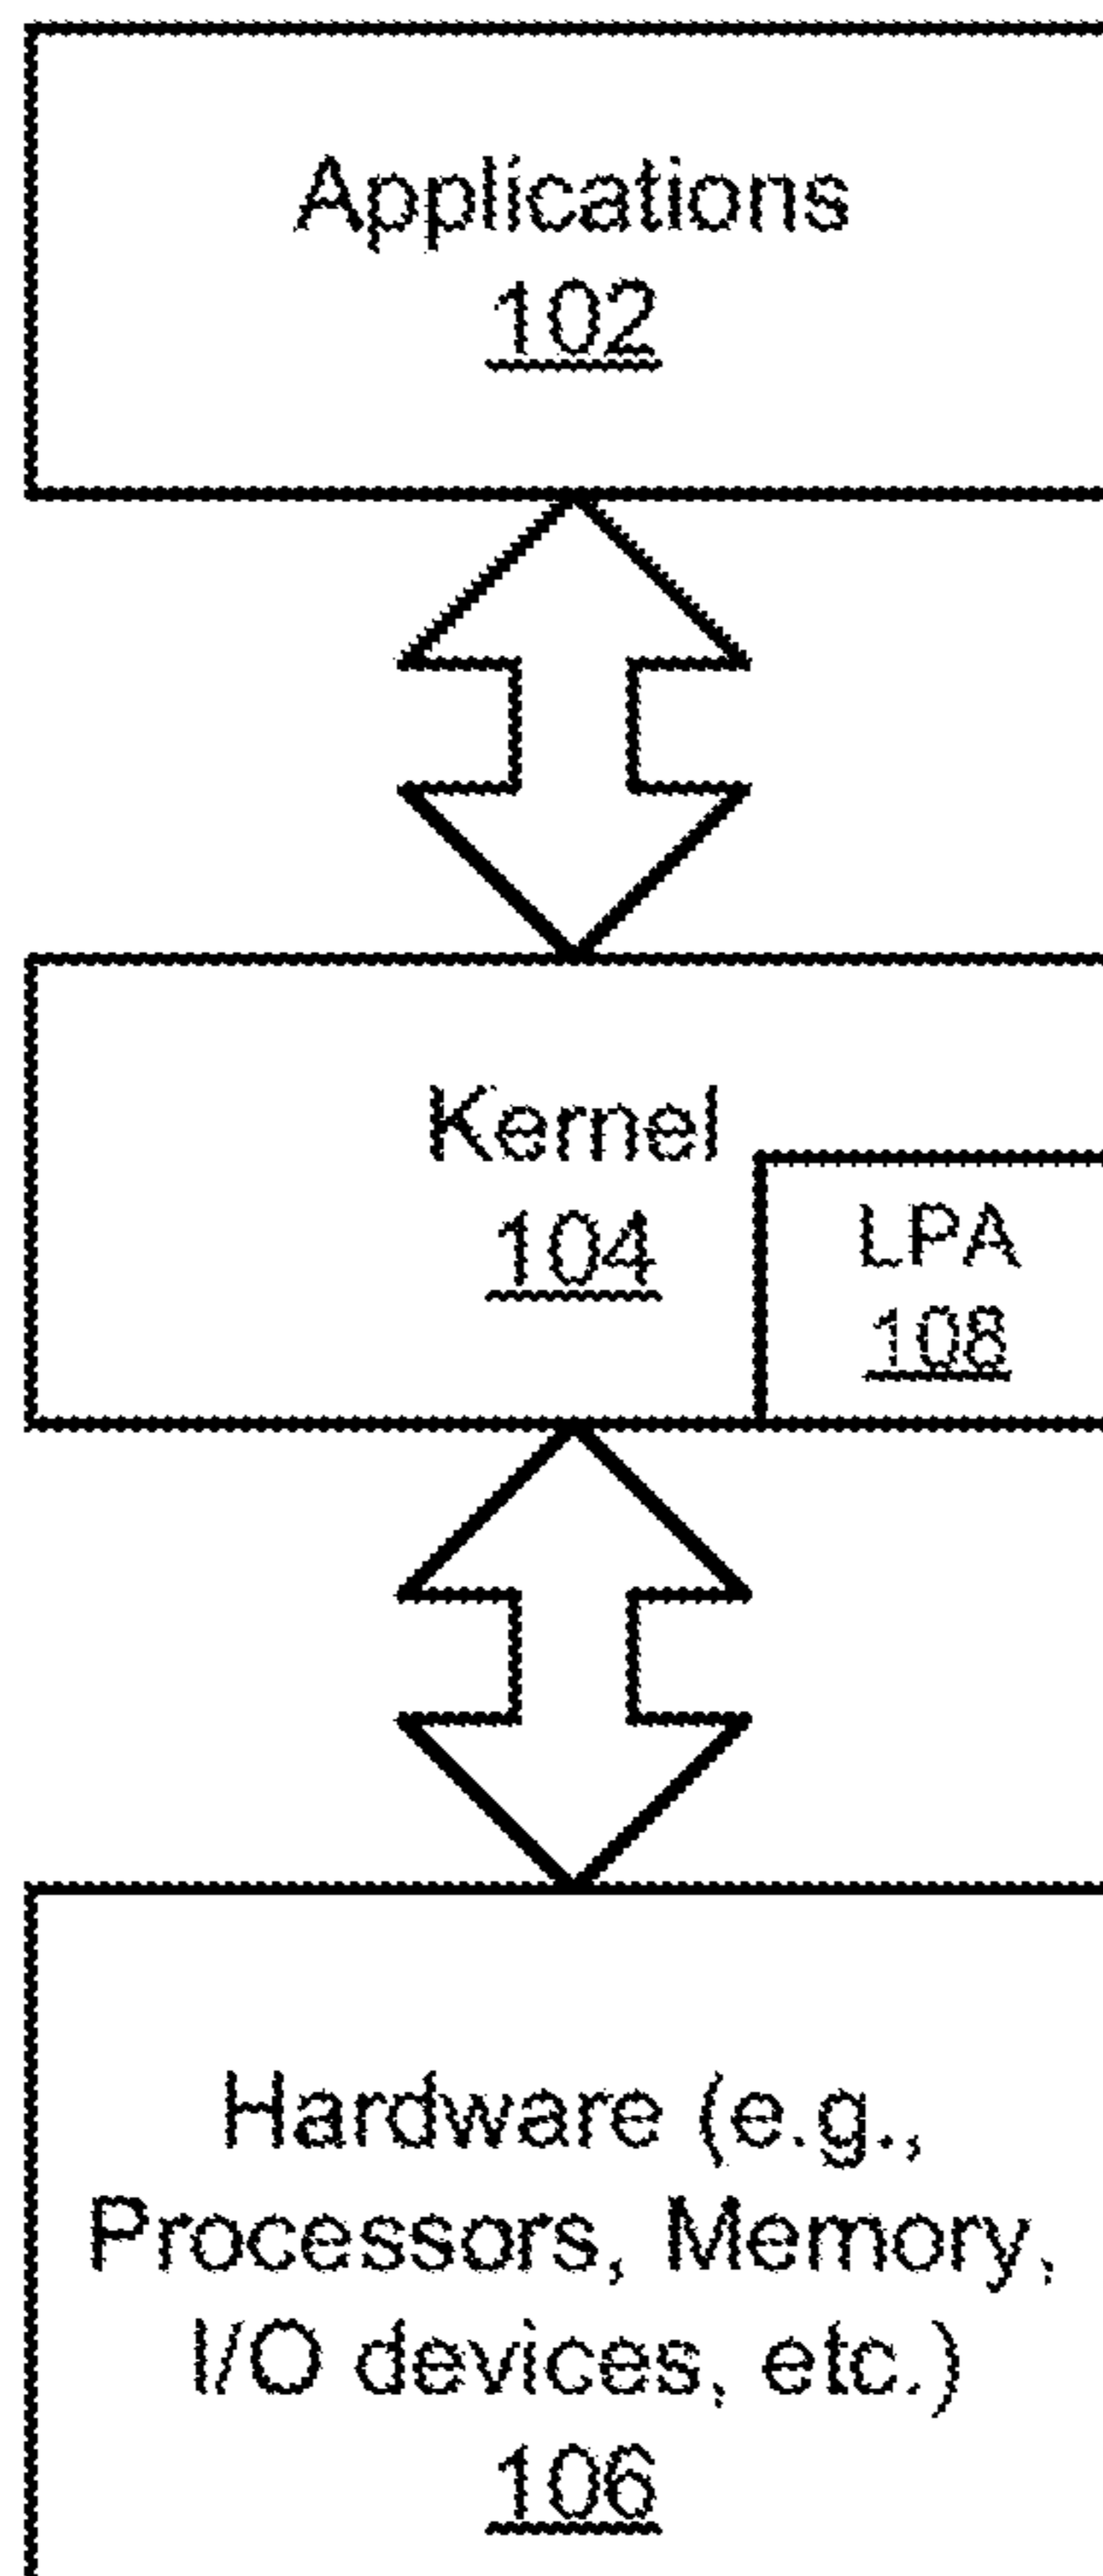 Applications
102
Kernel
104
LPA
108
Hardware (e.g.,
Processors, Memory,
I/O devices, etc.)
106